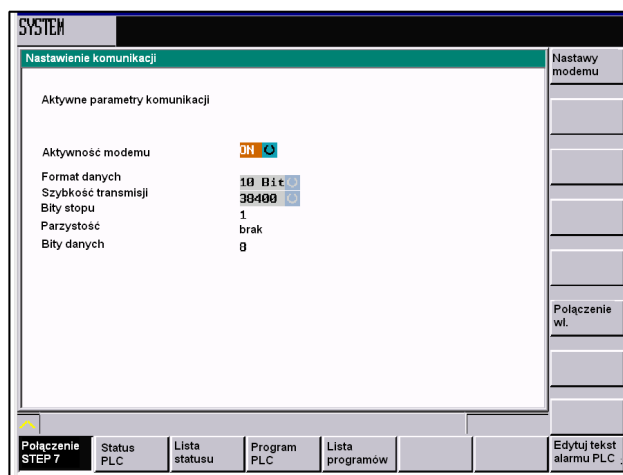 SYSTEM
Nastawienie komunikacji
Nastawy
modemu
Aktywne parametry komunikacji
Aktywność modemu ON
Format danych 10 Bit
Szybkość transmisji 38400
Bity stopu 1
Parzystość brak
Bity danych 8
Połączenie
wł.
Połączenie
STEP 7
Status
PLC
Lista
statusu
Program
PLC
Lista
programów
Edytuj tekst
alarmu PLC